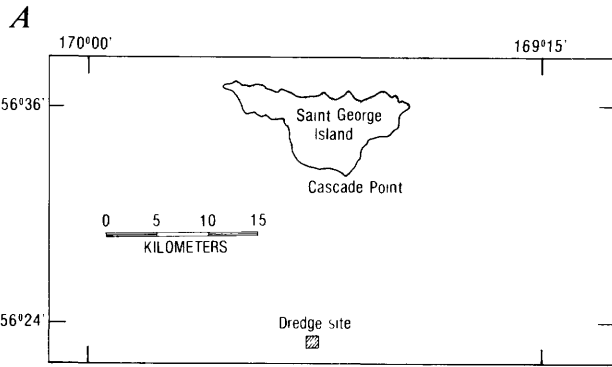 A
170°00'
169°15'
56°36'
Saint George
Island
Cascade Point
0 5 10 15
KILOMETERS
56°24'
Dredge site